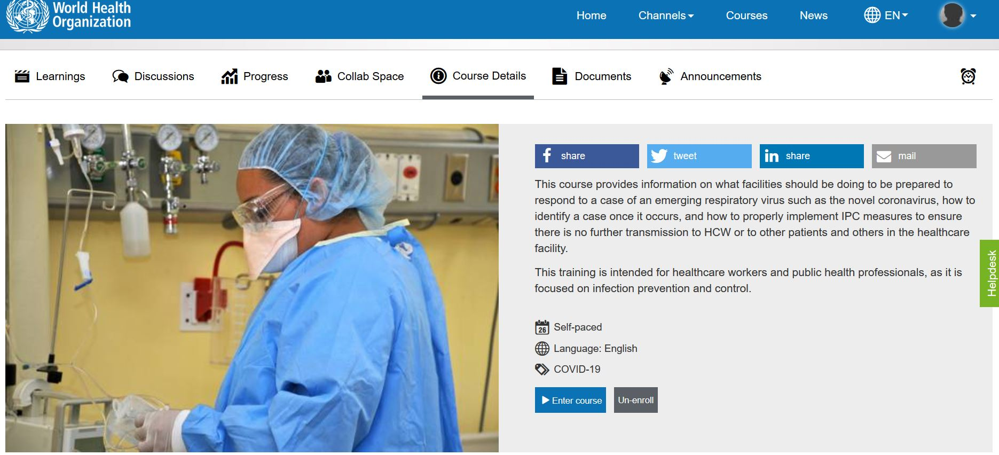 World Health
Organization
Home
Channels
Courses
News
EN
Learnings
Discussions
Progress
Collab Space
Course Details
Documents
Announcements
share
tweet
share
mail
This course provides information on what facilities should be doing to be prepared to
respond to a case of an emerging respiratory virus such as the novel coronavirus, how to
identify a case once it occurs, and how to properly implement IPC measures to ensure
there is no further transmission to HCW or to other patients and others in the healthcare
facility.
This training is intended for healthcare workers and public health professionals, as it is
focused on infection prevention and control.
26
Self-paced
Language: English
COVID-19
Enter course
Un-enroll
Helpdesk